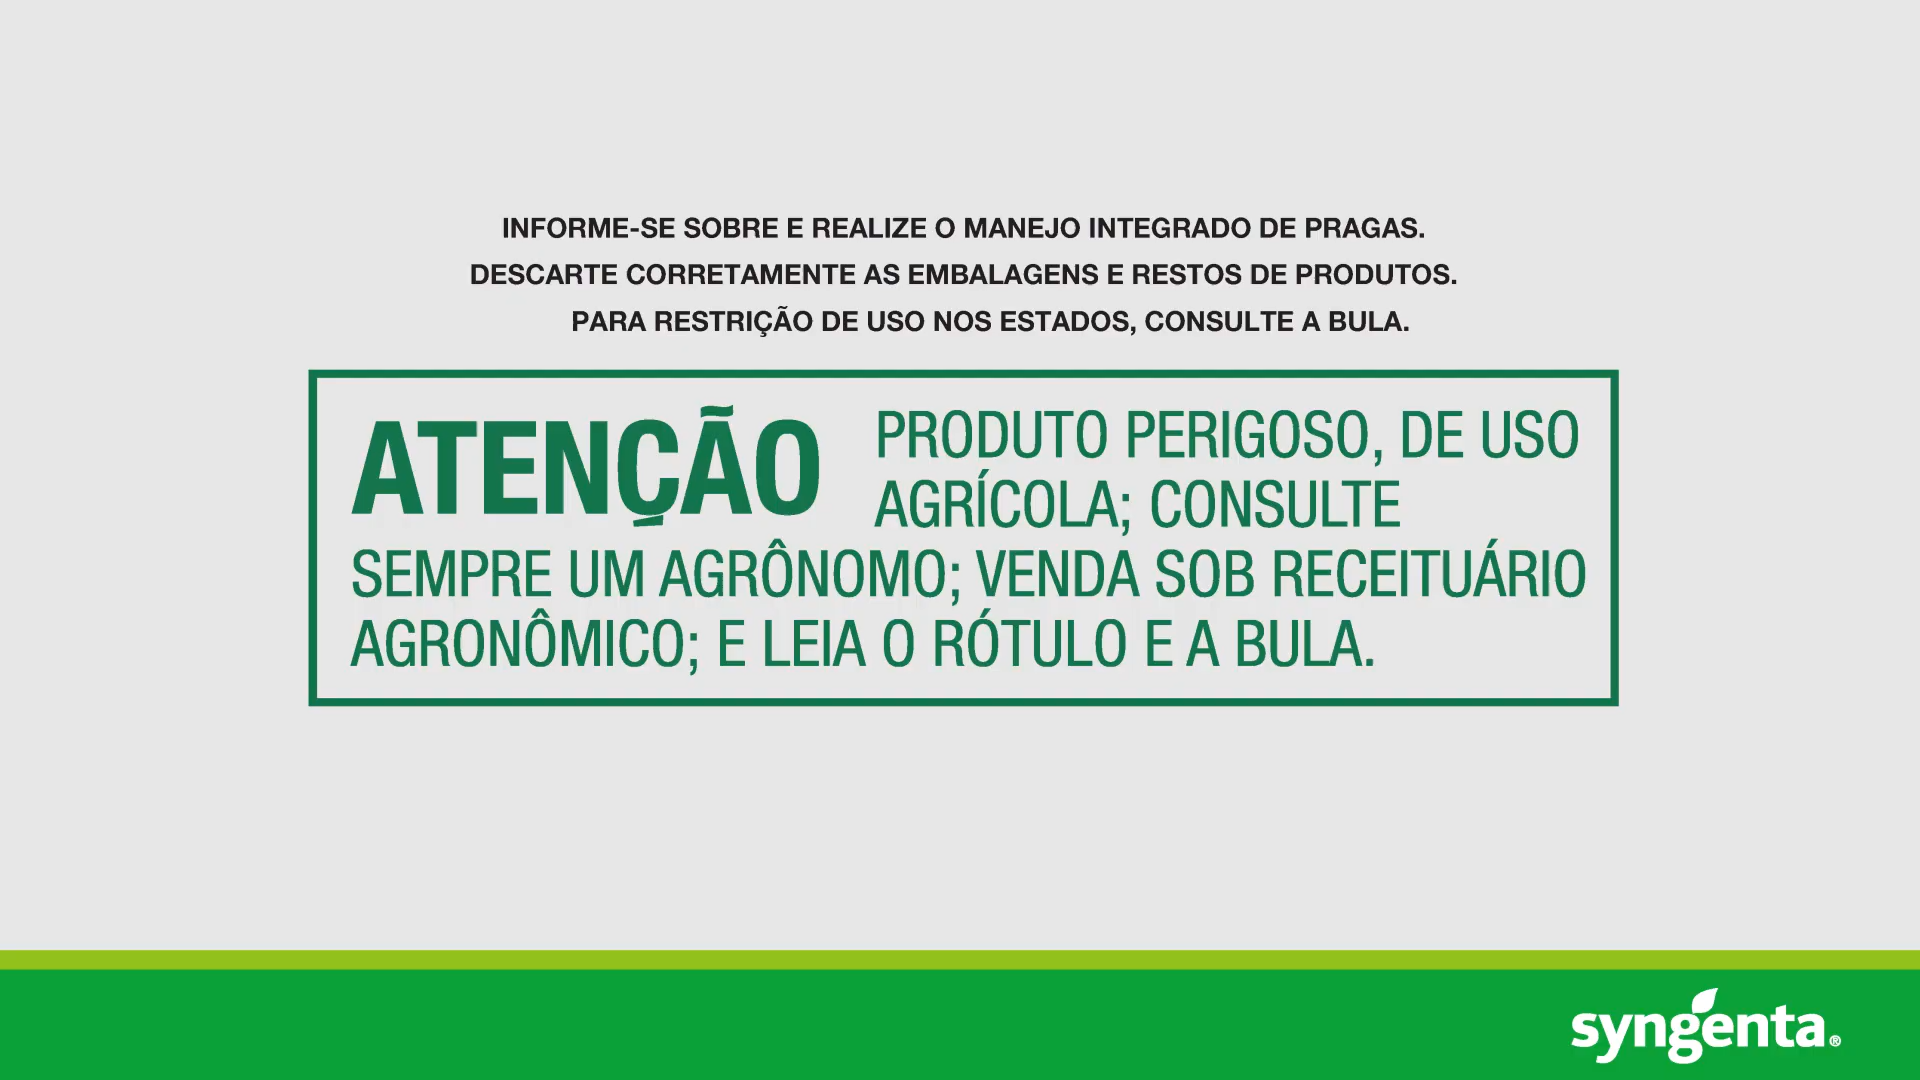 INFORME-SE SOBRE E REALIZE O MANEJO INTEGRADO DE PRAGAS.
DESCARTE CORRETAMENTE AS EMBALAGENS E RESTOS DE PRODUTOS.
PARA RESTRIÇÃO DE USO NOS ESTADOS, CONSULTE A BULA.
ATENÇÃO PRODUTO PERIGOSO, DE USO
AGRÍCOLA; CONSULTE
SEMPRE UM AGRÔNOMO; VENDA SOB RECEITUÁRIO
AGRONÔMICO; E LEIA O RÓTULO E A BULA.
syngenta®